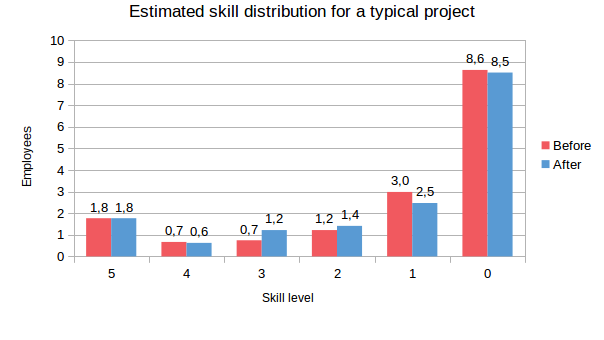 Estimated skill distribution for a typical project
10
9
8
7
6
5
4
3
2
1
0
Employees
1,8 1,8
0,7 0,6
0,7 1,2
1,2 1,4
3,0 2,5
8,6 8,5
5 4 3 2 1 0
Skill level
Before
After